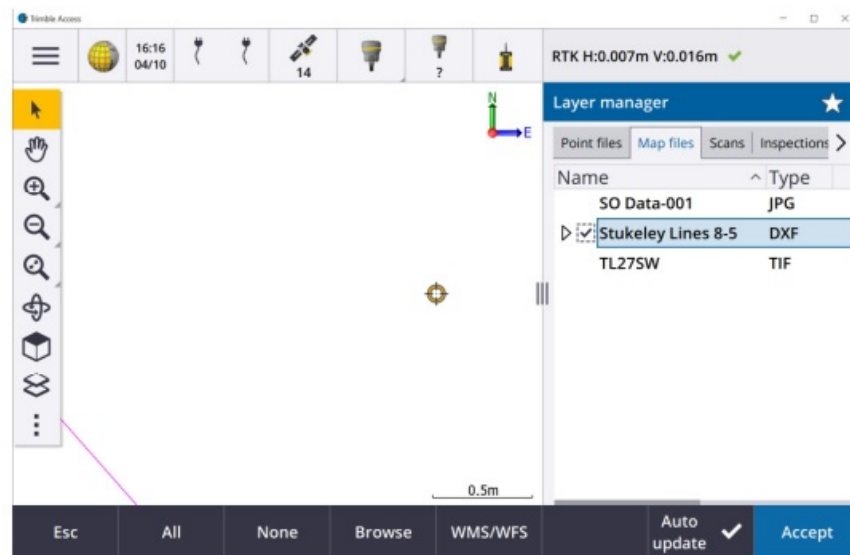 Trimble Access
16:16
04/10
14
?
RTK H:0.007m V:0.016m
N
E
0.5m
Layer manager
Point files Map files Scans Inspections
Name Type
SO Data-001 JPG
Stukeley Lines 8-5 DXF
TL27SW TIF
Esc All None Browse WMS/WFS Auto update Accept